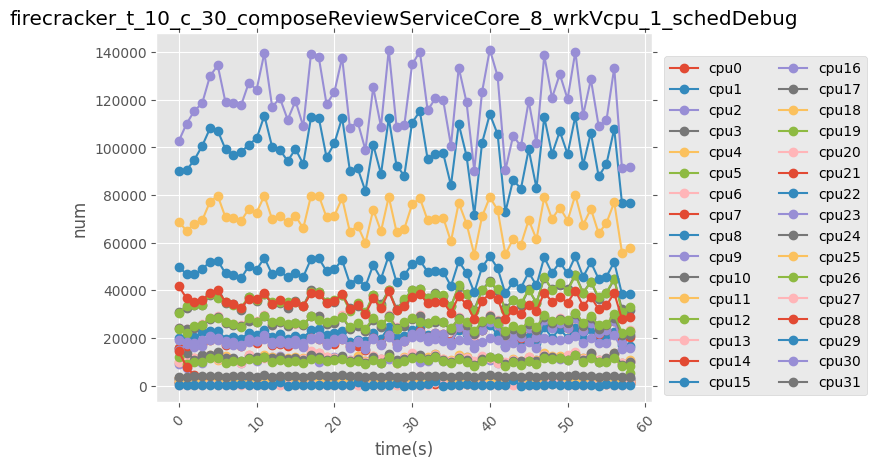 firecracker_t_10_c_30_composeReviewServiceCore_8_wrkVcpu_1_schedDebug
140000
120000
100000
80000
60000
40000
20000
0
num
0
10
20
30
40
50
60
time(s)
cpu0
cpu1
cpu2
cpu3
cpu4
cpu5
cpu6
cpu7
cpu8
cpu9
cpu10
cpu11
cpu12
cpu13
cpu14
cpu15
cpu16
cpu17
cpu18
cpu19
cpu20
cpu21
cpu22
cpu23
cpu24
cpu25
cpu26
cpu27
cpu28
cpu29
cpu30
cpu31